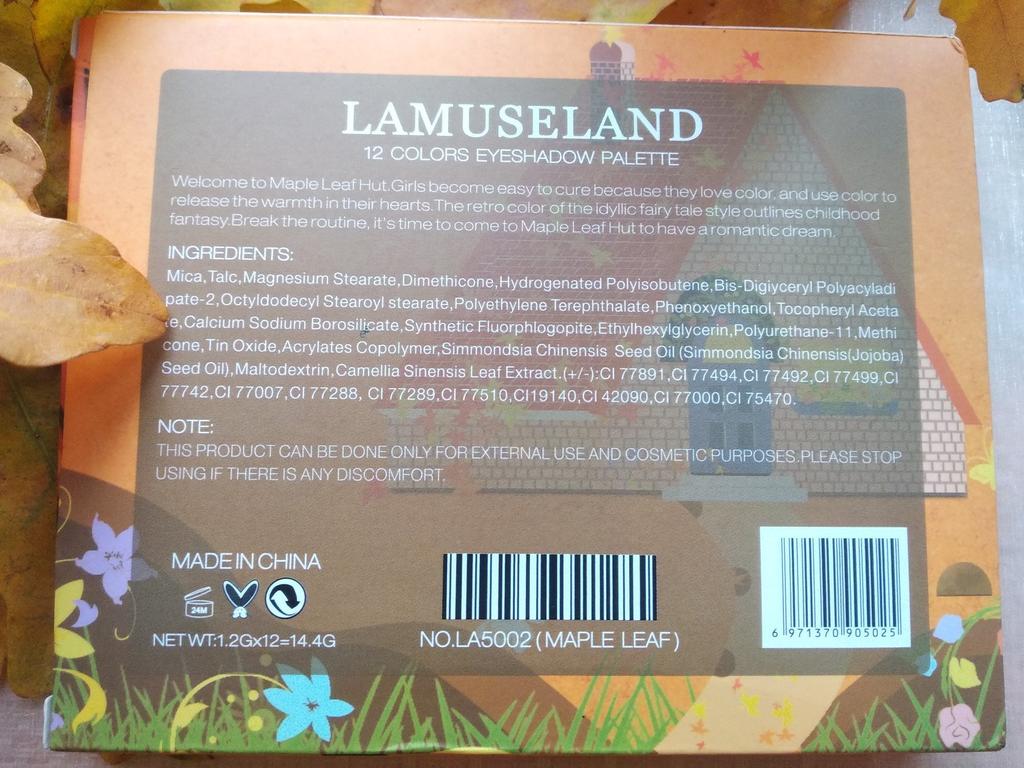 LAMUSELAND
12 COLORS EYESHADOW PALETTE
Welcome to Maple Leaf Hut.Girls become easy to cure because they love color, and use color to
release the warmth in their hearts.The retro color of the idyllic fairy tale style outlines childhood
fantasy.Break the routine, it's time to come to Maple Leaf Hut to have a romantic dream.
INGREDIENTS:
Mica,Talc,Magnesium Stearate,Dimethicone,Hydrogenated Polyisobutene,Bis-Digiyceryl Polyacyladi
pate-2,Octyldodecyl Stearoyl stearate,Polyethylene Terephthalate,Phenoxyethanol,Tocopheryl Aceta
te,Calcium Sodium Borosilicate,Synthetic Fluorphlogopite,Ethylhexylglycerin,Polyurethane-11,Methi
cone,Tin Oxide,Acrylates Copolymer,Simmondsia Chinensis Seed Oil (Simmondsia Chinensis(Jojoba)
Seed Oil),Maltodextrin,Camellia Sinensis Leaf Extract.(+/-):CI 77891,CI 77494,CI 77492,CI 77499,CI
77742,CI 77007,CI 77288, CI 77289,CI 77510,CI19140,CI 42090,CI 77000,CI 75470.
NOTE:
THIS PRODUCT CAN BE DONE ONLY FOR EXTERNAL USE AND COSMETIC PURPOSES.PLEASE STOP
USING IF THERE IS ANY DISCOMFORT.
MADE IN CHINA
24M
NET WT:1.2Gx12=14.4G
NO.LA5002 ( MAPLE LEAF )
6 971370 905025